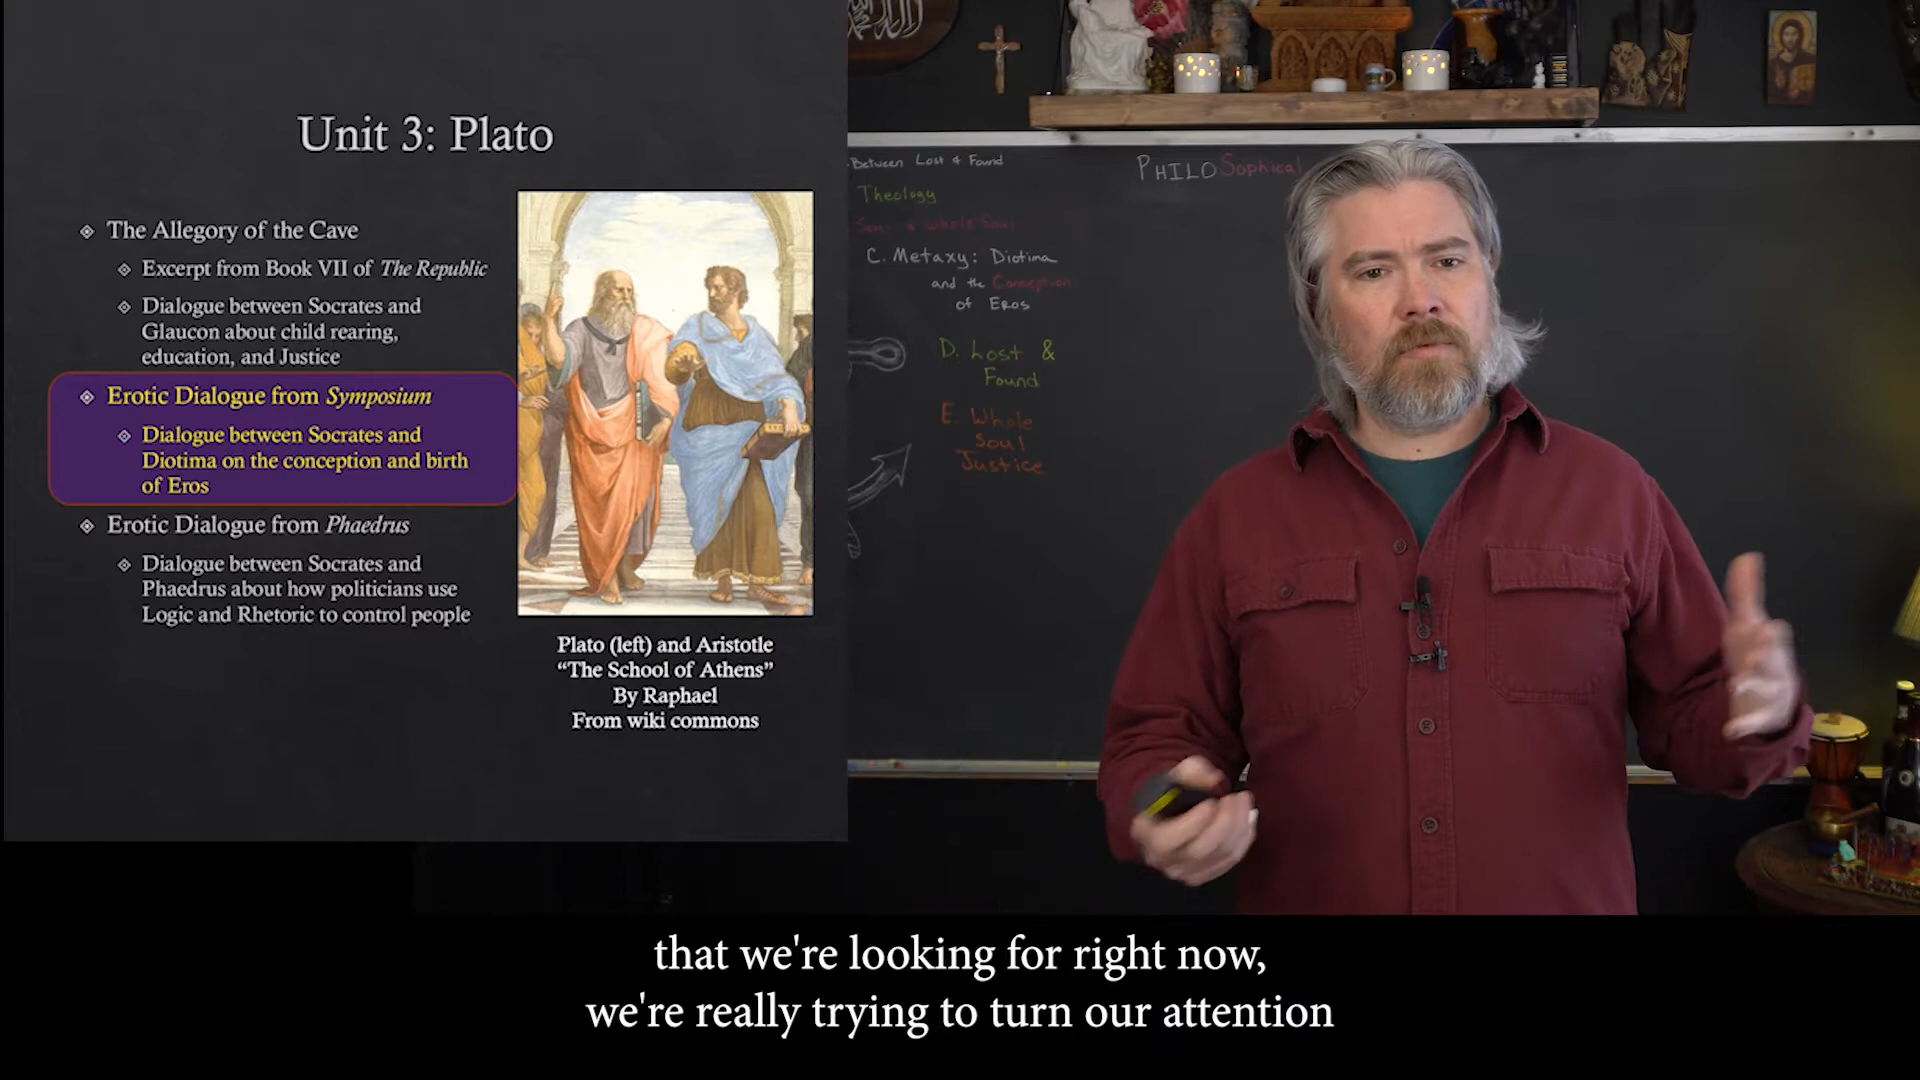 Unit 3: Plato
The Allegory of the Cave
Excerpt from Book VII of The Republic
Dialogue between Socrates and
Glaucon about child rearing,
education, and Justice
Erotic Dialogue from Symposium
Dialogue between Socrates and
Diotima on the conception and birth
of Eros
Erotic Dialogue from Phaedrus
Dialogue between Socrates and
Phaedrus about how politicians use
Logic and Rhetoric to control people
Plato (left) and Aristotle
“The School of Athens”
By Raphael
From wiki commons
Between Lost & Found
Theology
Soul & Whole Soul
C. Metaxy: Diotima
and the Conception
of Eros
D. Lost &
Found
E. Whole
Soul
Justice
PHILOSophical
that we're looking for right now,
we're really trying to turn our attention